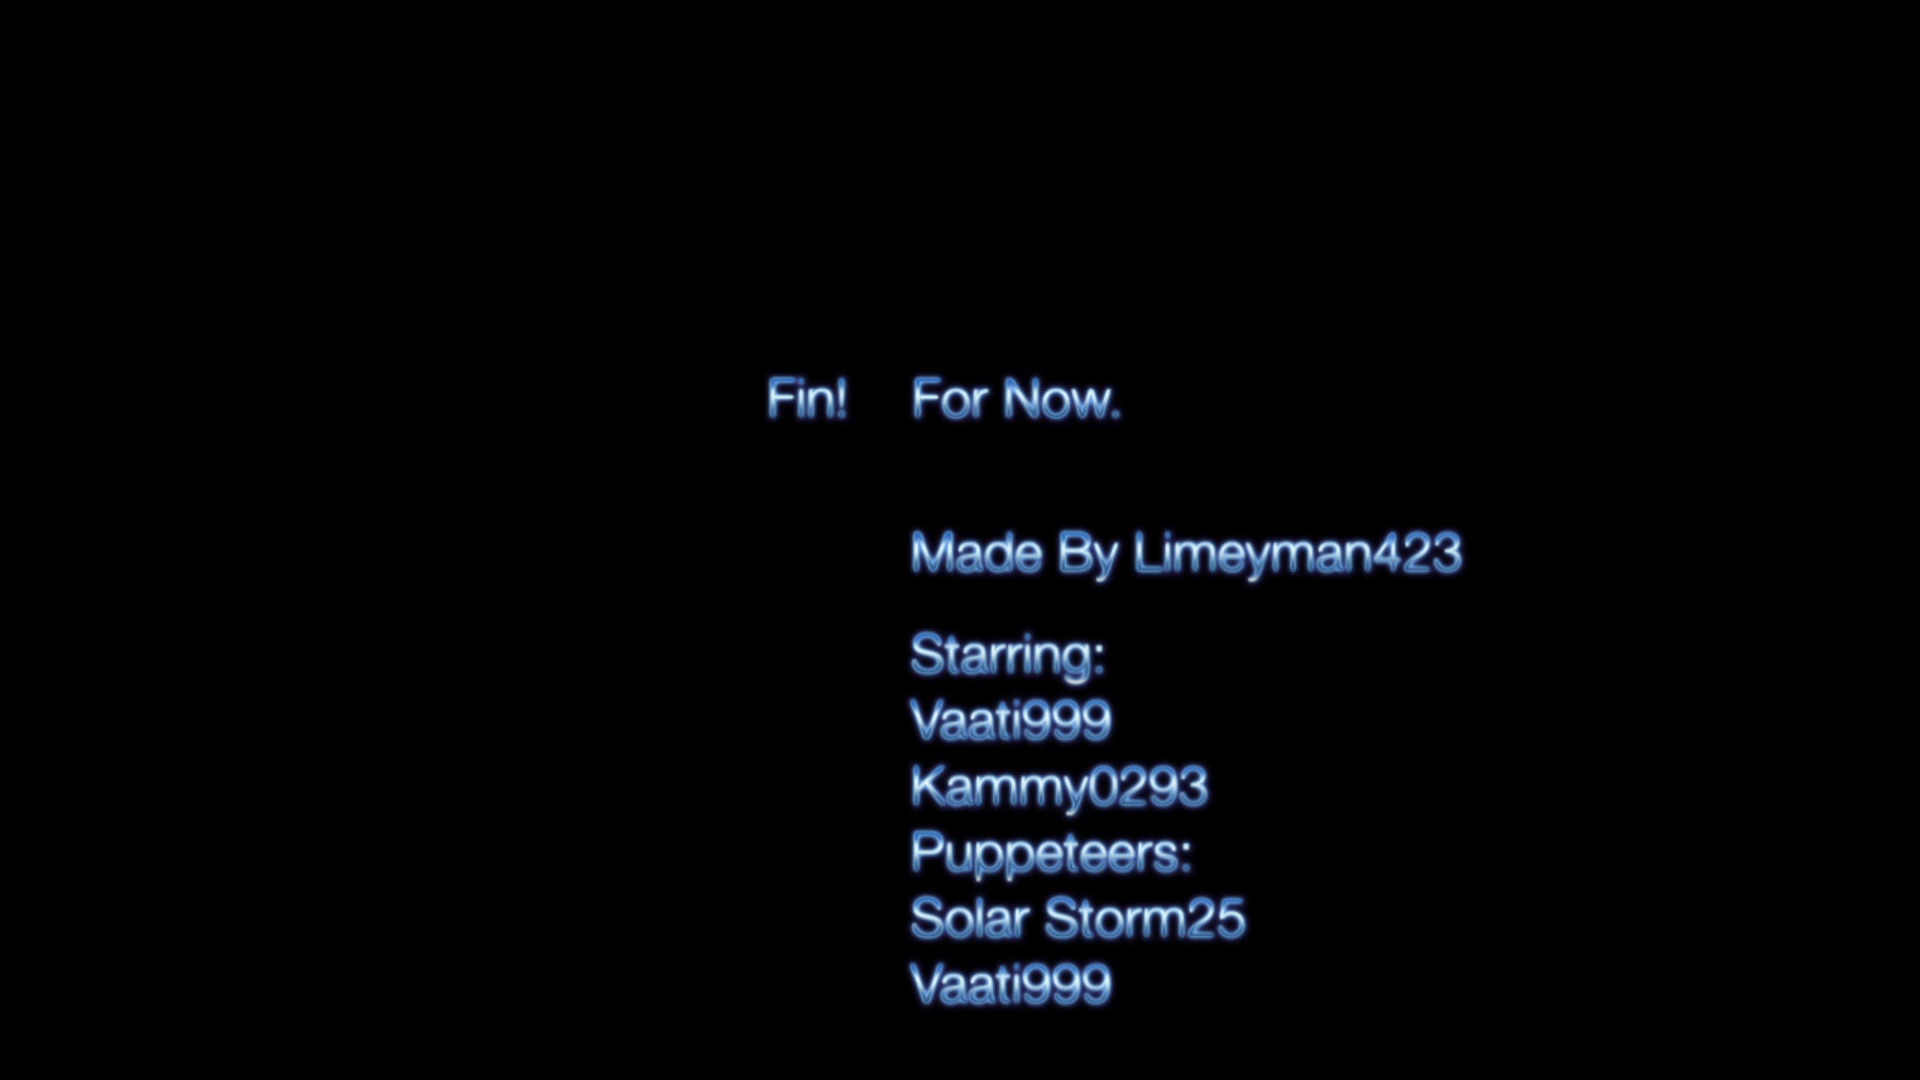 Fin! For Now.
Made By Limeyman423
Starring:
Vaati999
Kammy0293
Puppeteers:
Solar Storm25
Vaati999